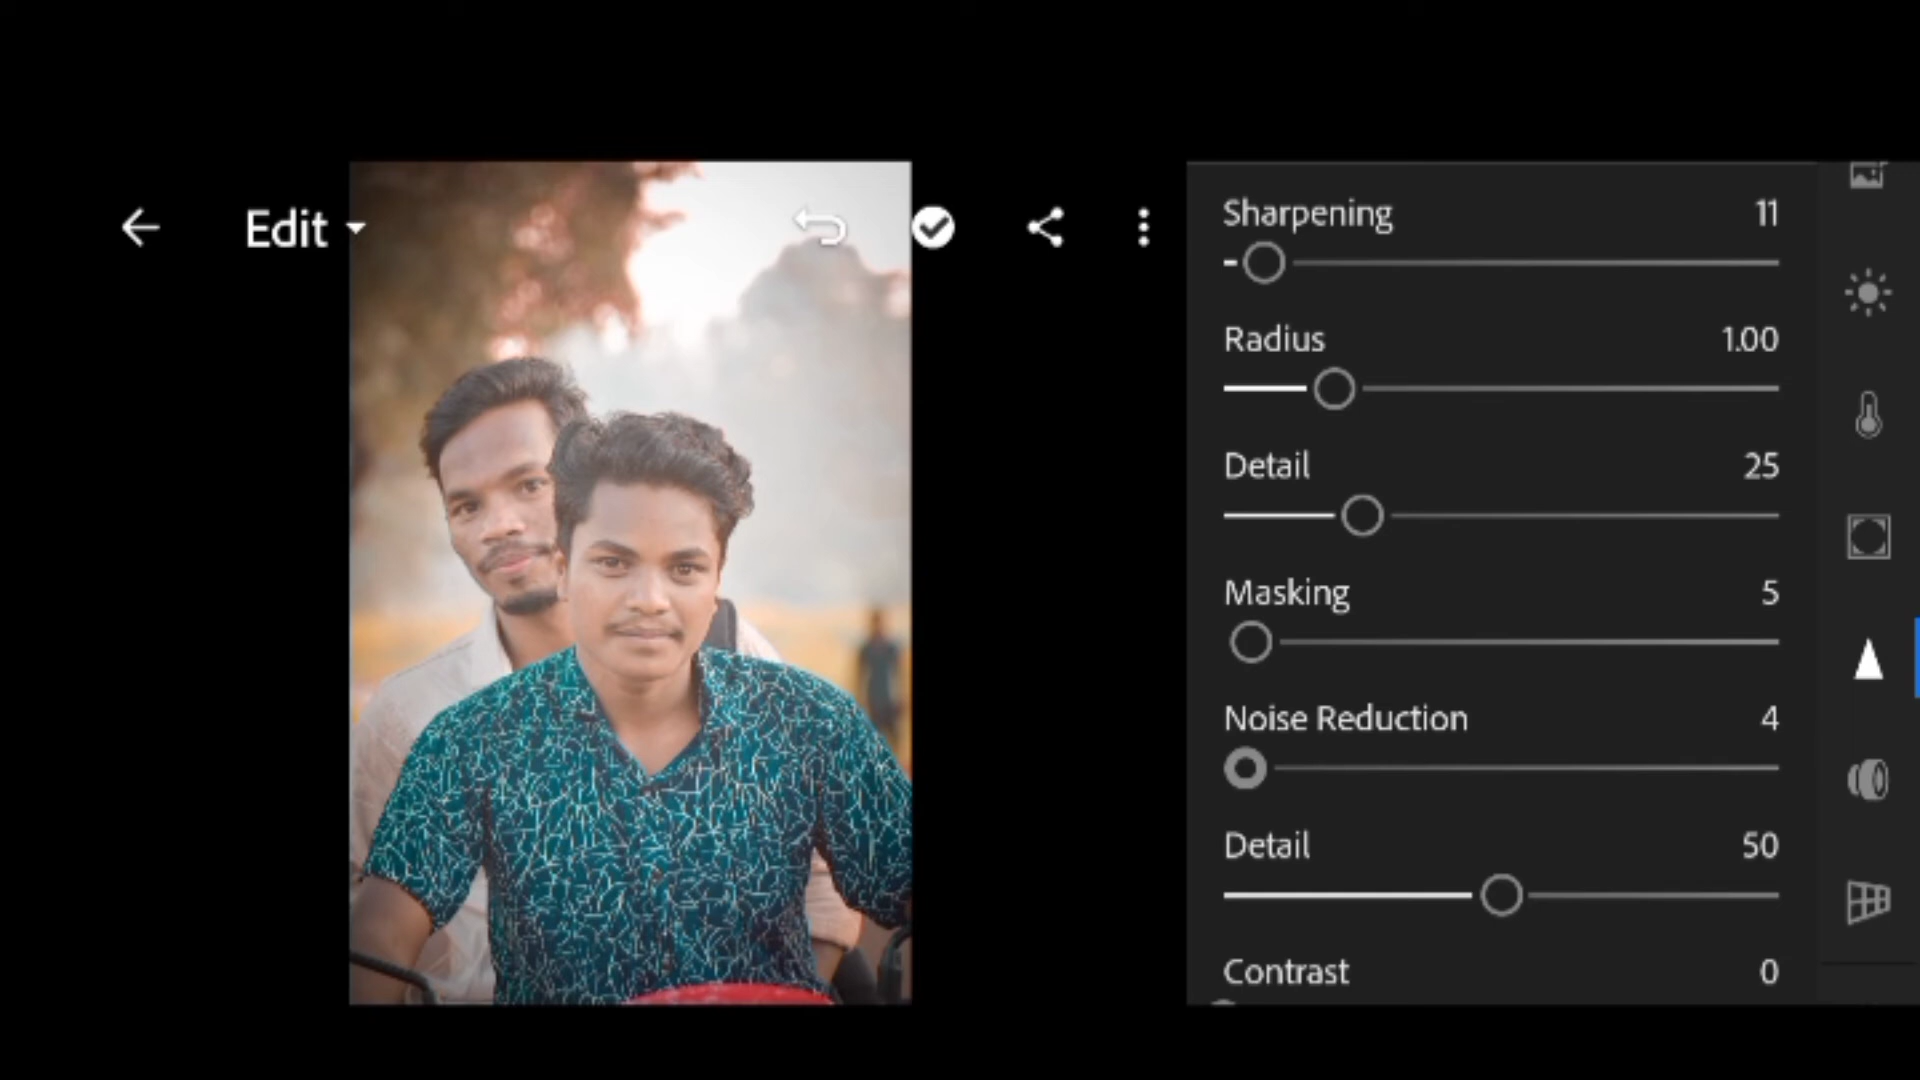 Edit
Sharpening 11
Radius 1.00
Detail 25
Masking 5
Noise Reduction 4
Detail 50
Contrast 0